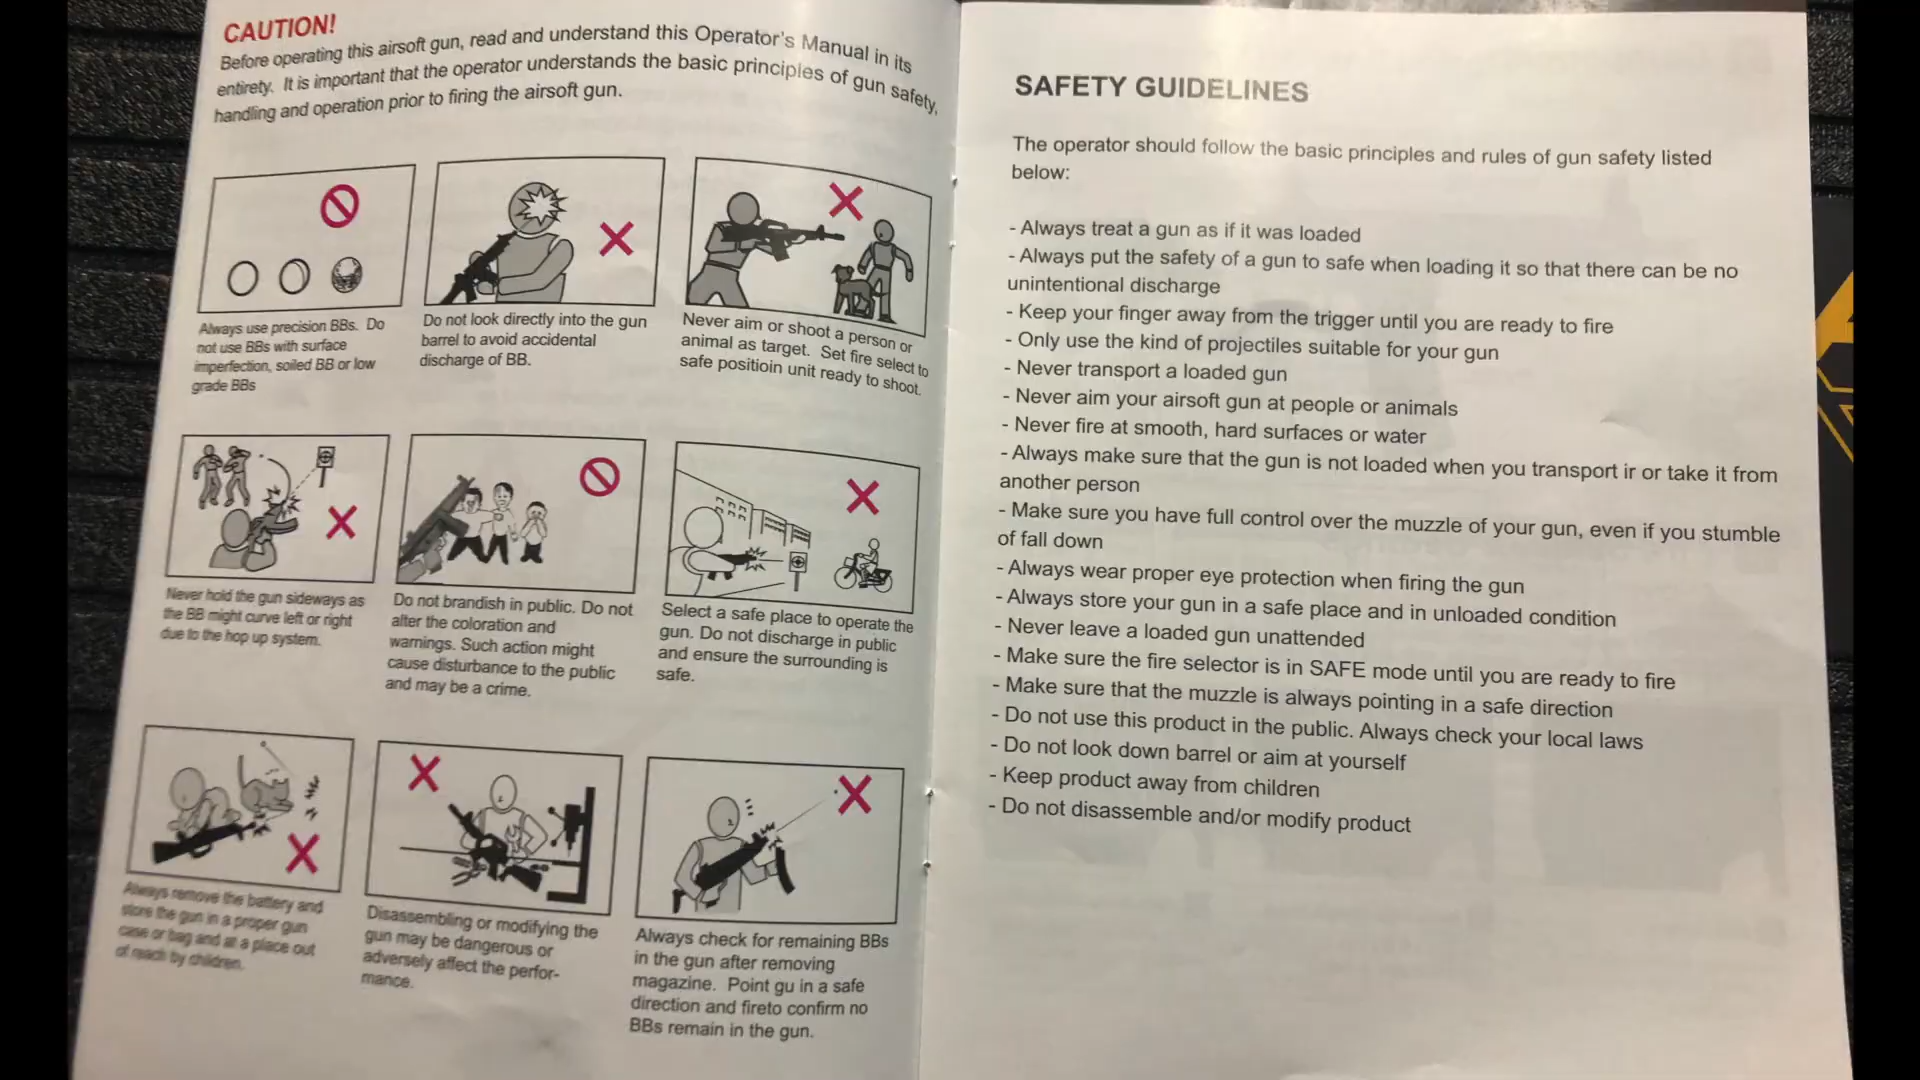 CAUTION!
Before operating this airsoft gun, read and understand this Operator's Manual in its
entirety. It is important that the operator understands the basic principles of gun safety,
handling and operation prior to firing the airsoft gun.
Always use precision BBs. Do
not use BBs with surface
imperfection, soiled BB or low
grade BBs
Do not look directly into the gun
barrel to avoid accidental
discharge of BB.
Never aim or shoot a person or
animal as target. Set fire select to
safe positioin unit ready to shoot.
Never hold the gun sideways as
the BB might curve left or right
due to the hop up system.
Do not brandish in public. Do not
alter the coloration and
warnings. Such action might
cause disturbance to the public
and may be a crime.
Select a safe place to operate the
gun. Do not discharge in public
and ensure the surrounding is
safe.
Always remove the battery and
store the gun in a proper gun
case or bag and at a place out
of reach by children.
Disassembling or modifying the
gun may be dangerous or
adversely affect the perfor-
mance.
Always check for remaining BBs
in the gun after removing
magazine. Point gu in a safe
direction and fireto confirm no
BBs remain in the gun.
SAFETY GUIDELINES
The operator should follow the basic principles and rules of gun safety listed
below:
- Always treat a gun as if it was loaded
- Always put the safety of a gun to safe when loading it so that there can be no
unintentional discharge
- Keep your finger away from the trigger until you are ready to fire
- Only use the kind of projectiles suitable for your gun
- Never transport a loaded gun
- Never aim your airsoft gun at people or animals
- Never fire at smooth, hard surfaces or water
- Always make sure that the gun is not loaded when you transport ir or take it from
another person
- Make sure you have full control over the muzzle of your gun, even if you stumble
of fall down
- Always wear proper eye protection when firing the gun
- Always store your gun in a safe place and in unloaded condition
- Never leave a loaded gun unattended
- Make sure the fire selector is in SAFE mode until you are ready to fire
- Make sure that the muzzle is always pointing in a safe direction
- Do not use this product in the public. Always check your local laws
- Do not look down barrel or aim at yourself
- Keep product away from children
- Do not disassemble and/or modify product